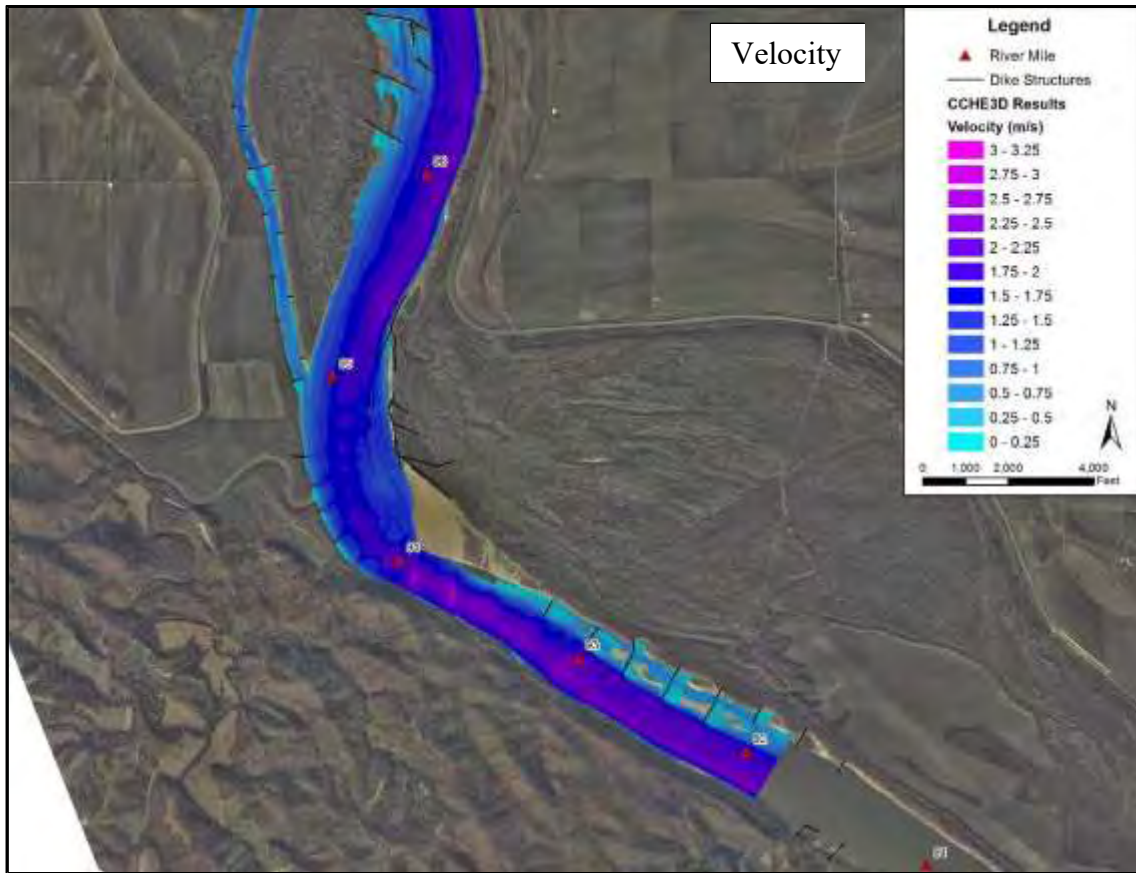 Velocity
Legend
River Mile
Dike Structures
CCHE3D Results
Velocity (m/s)
3 - 3.25
2.75 - 3
2.5 - 2.75
2.25 - 2.5
2 - 2.25
1.75 - 2
1.5 - 1.75
1.25 - 1.5
1 - 1.25
0.75 - 1
0.5 - 0.75
0.25 - 0.5
0 - 0.25
N
0 1,000 2,000 4,000
Feet
95
93
92